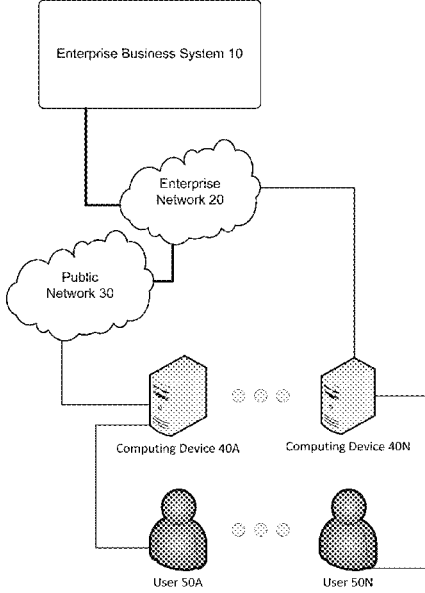 Enterprise Business System 10
Enterprise
Network 20
Public
Network 30
Computing Device 40A
Computing Device 40N
User 50A
User 50N